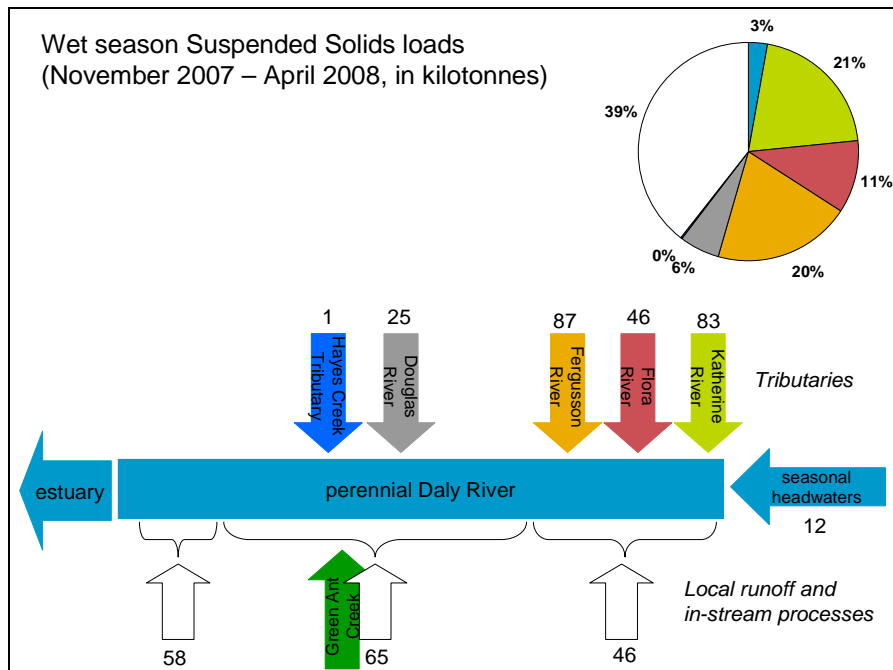 Wet season Suspended Solids loads
(November 2007 – April 2008, in kilotonnes)
3%
21%
39%
11%
20%
6%
0%
1
25
87
46
83
Hayes Creek
Tributary
Douglas
River
Fergusson
River
Flora
River
Katherine
River
Tributaries
estuary
perennial Daly River
seasonal
headwaters
12
Green Ant
Creek
Local runoff and
in-stream processes
58
65
46